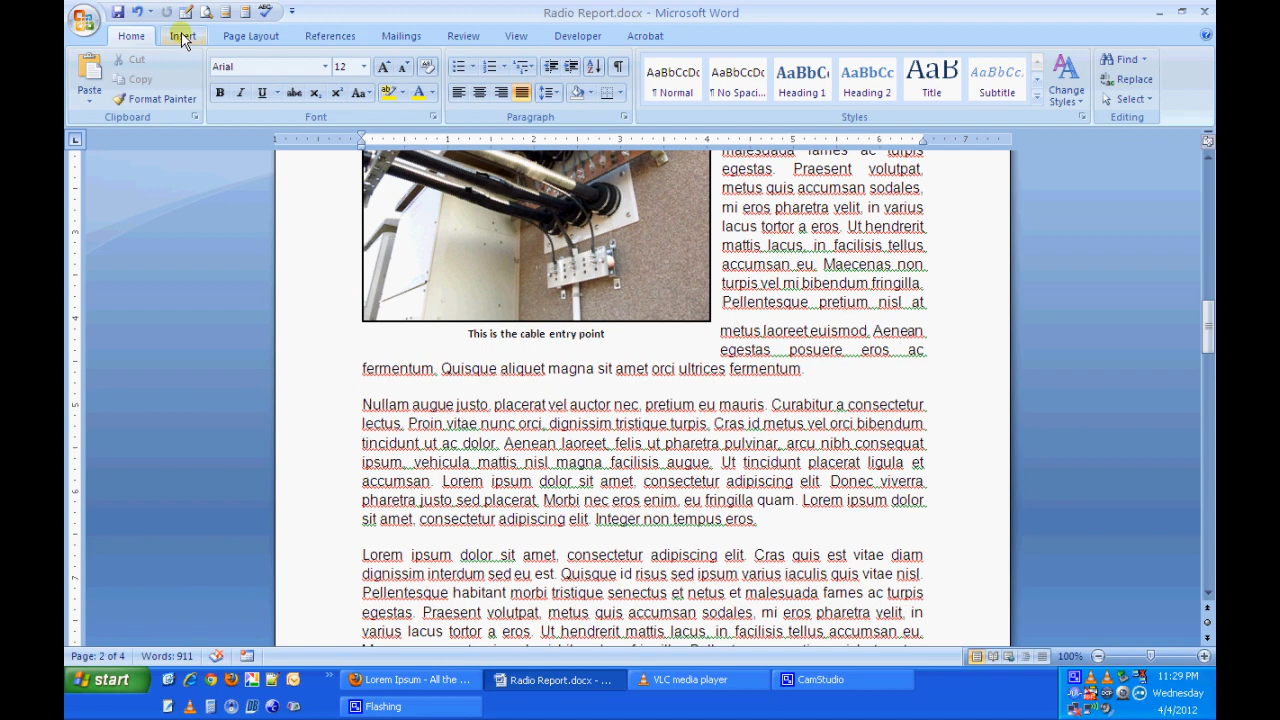 Radio Report.docx - Microsoft Word
Home Insert Page Layout References Mailings Review View Developer Acrobat
Paste
Cut
Copy
Format Painter
Clipboard
Arial 12
Font
Paragraph
AaBbCcDc AaBbCcDc AaBbC AaBbCc AaB AaBbCc.
¶ Normal ¶ No Spaci... Heading 1 Heading 2 Title Subtitle
Change Styles
Styles
Find
Replace
Select
Editing
malesuada fames ac turpis
egestas. Praesent volutpat,
metus quis accumsan sodales,
mi eros pharetra velit, in varius
lacus tortor a eros. Ut hendrerit
mattis lacus, in facilisis tellus
accumsan eu. Maecenas non
turpis vel mi bibendum fringilla.
Pellentesque pretium nisl at
metus laoreet euismod. Aenean
egestas posuere eros ac
This is the cable entry point
fermentum. Quisque aliquet magna sit amet orci ultrices fermentum.
Nullam augue justo, placerat vel auctor nec, pretium eu mauris. Curabitur a consectetur
lectus. Proin vitae nunc orci, dignissim tristique turpis. Cras id metus vel orci bibendum
tincidunt ut ac dolor. Aenean laoreet, felis ut pharetra pulvinar, arcu nibh consequat
ipsum, vehicula mattis nisl magna facilisis augue. Ut tincidunt placerat ligula et
accumsan. Lorem ipsum dolor sit amet, consectetur adipiscing elit. Donec viverra
pharetra justo sed placerat. Morbi nec eros enim, eu fringilla quam. Lorem ipsum dolor
sit amet, consectetur adipiscing elit. Integer non tempus eros.
Lorem ipsum dolor sit amet, consectetur adipiscing elit. Cras quis est vitae diam
dignissim interdum sed eu est. Quisque id risus sed ipsum varius iaculis quis vitae nisl.
Pellentesque habitant morbi tristique senectus et netus et malesuada fames ac turpis
egestas. Praesent volutpat, metus quis accumsan sodales, mi eros pharetra velit, in
varius lacus tortor a eros. Ut hendrerit mattis lacus, in facilisis tellus accumsan eu.
Page: 2 of 4 Words: 911
100%
start
Lorem Ipsum - All the ...
Radio Report.docx - ...
VLC media player
CamStudio
Flashing
11:29 PM
Wednesday
4/4/2012